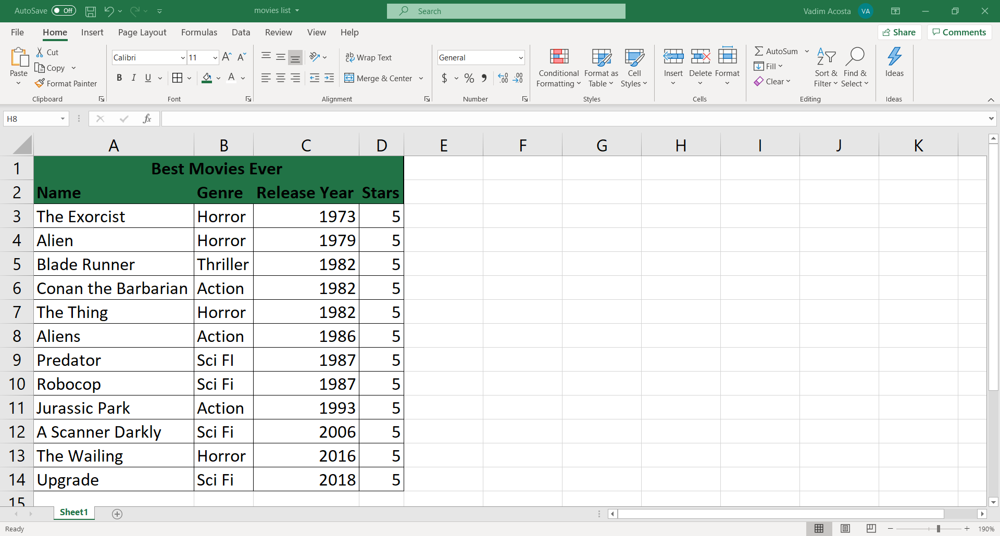 AutoSave Off movies list Search Vadim Acosta VA
File Home Insert Page Layout Formulas Data Review View Help Share Comments
Paste Cut Copy Format Painter Clipboard
Calibri 11 B I U A Font
Wrap Text Merge & Center Alignment
General $ % Number
Conditional Formatting Format as Table Cell Styles Styles
Insert Delete Format Cells
AutoSum Fill Clear Sort & Filter Find & Select Editing
Ideas Ideas
H8 fx
A B C D E F G H I J K
1 Best Movies Ever
2 Name Genre Release Year Stars
3 The Exorcist Horror 1973 5
4 Alien Horror 1979 5
5 Blade Runner Thriller 1982 5
6 Conan the Barbarian Action 1982 5
7 The Thing Horror 1982 5
8 Aliens Action 1986 5
9 Predator Sci FI 1987 5
10 Robocop Sci Fi 1987 5
11 Jurassic Park Action 1993 5
12 A Scanner Darkly Sci Fi 2006 5
13 The Wailing Horror 2016 5
14 Upgrade Sci Fi 2018 5
15
Sheet1
Ready 190%